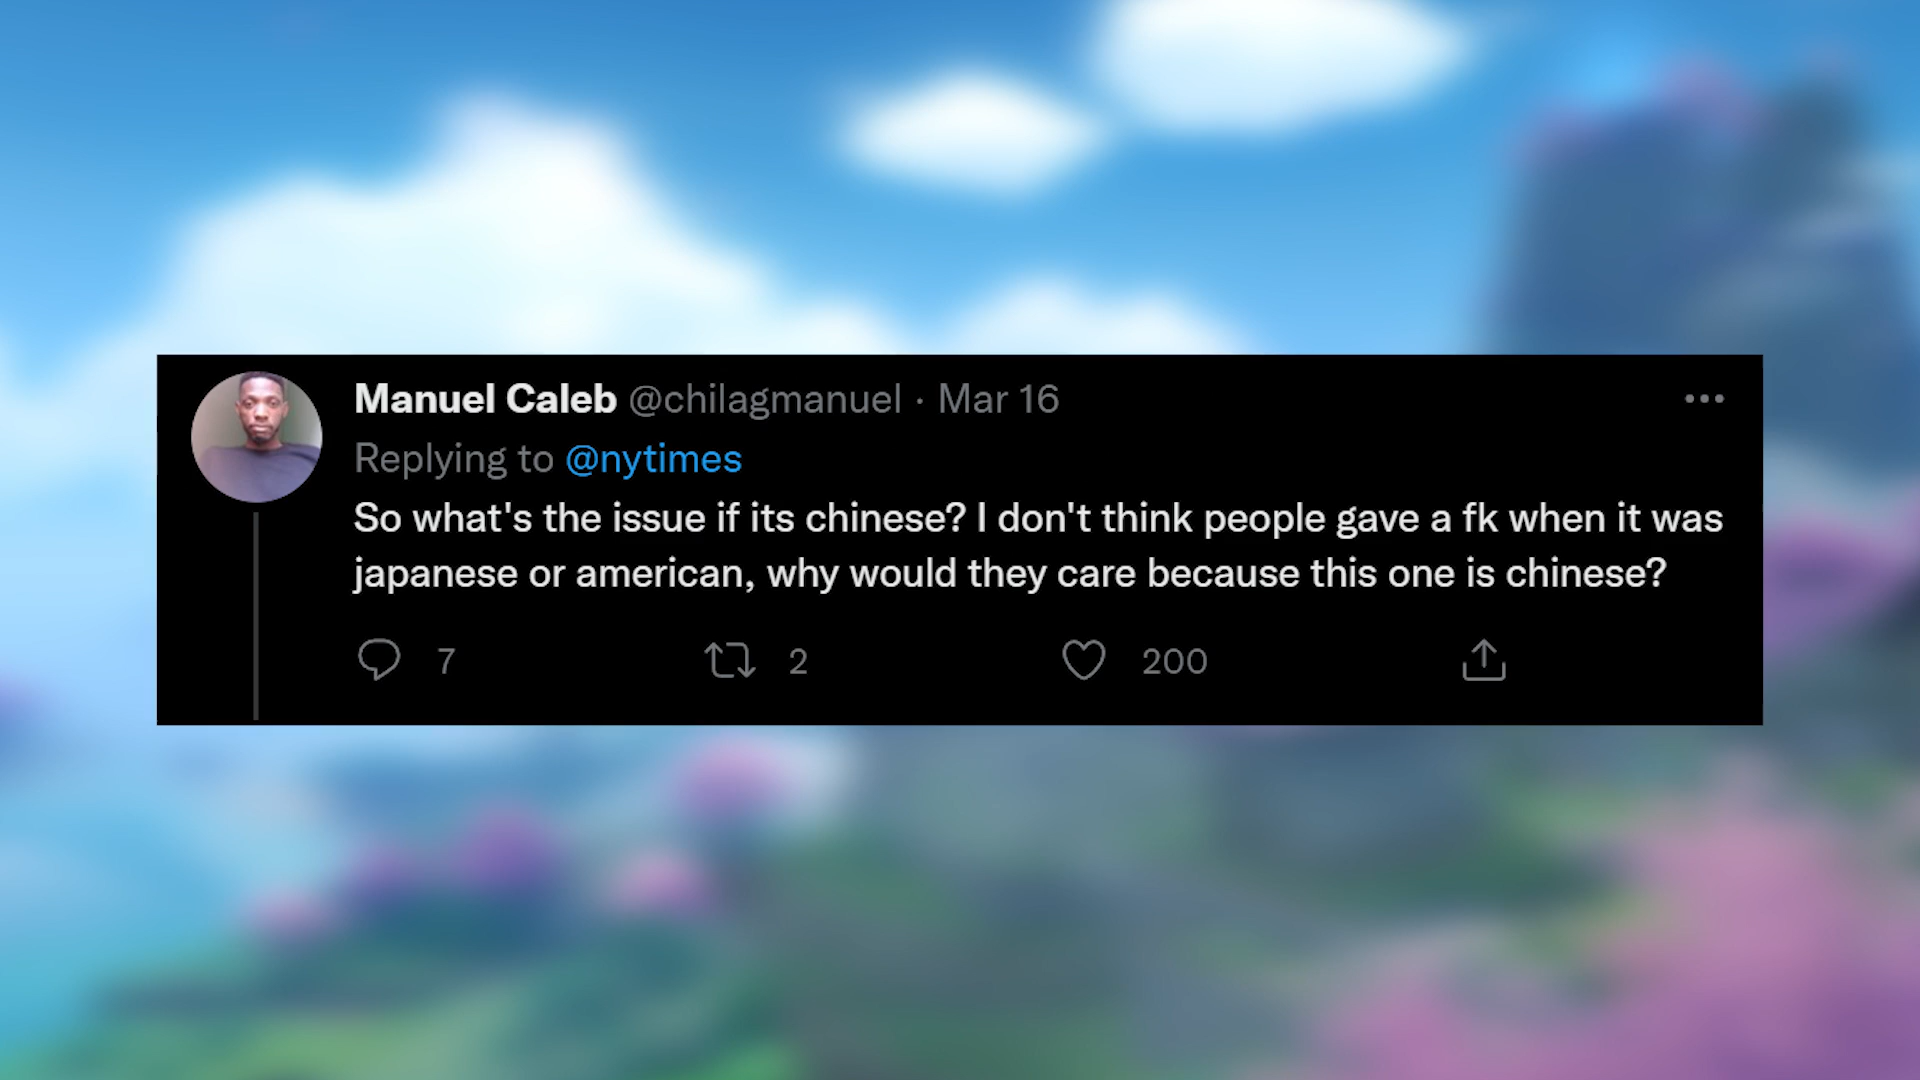 Manuel Caleb @chilagmanuel · Mar 16
Replying to @nytimes
So what's the issue if its chinese? I don't think people gave a fk when it was
japanese or american, why would they care because this one is chinese?
7 2 200